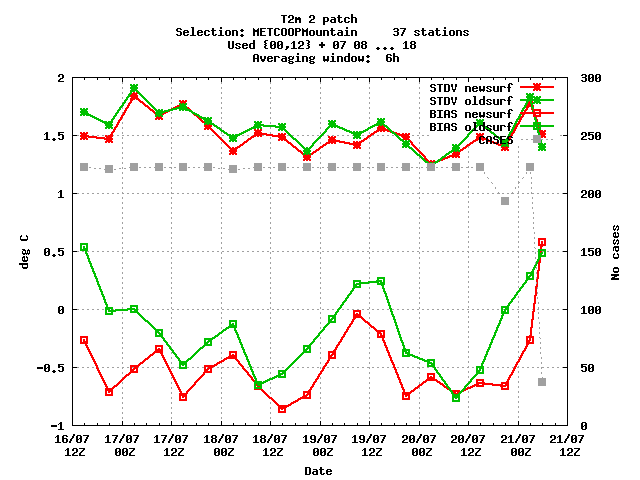 T2m 2 patch
Selection: METCOOPMountain 37 stations
Used {00,12} + 07 08 ... 18
Averaging window: 6h
STDV newsurf
STDV oldsurf
BIAS newsurf
BIAS oldsurf
CASES
2
1.5
1
0.5
0
-0.5
-1
deg C
300
250
200
150
100
50
0
No cases
16/07 17/07 17/07 18/07 18/07 19/07 19/07 20/07 20/07 21/07 21/07
12Z 00Z 12Z 00Z 12Z 00Z 12Z 00Z 12Z 00Z 12Z
Date